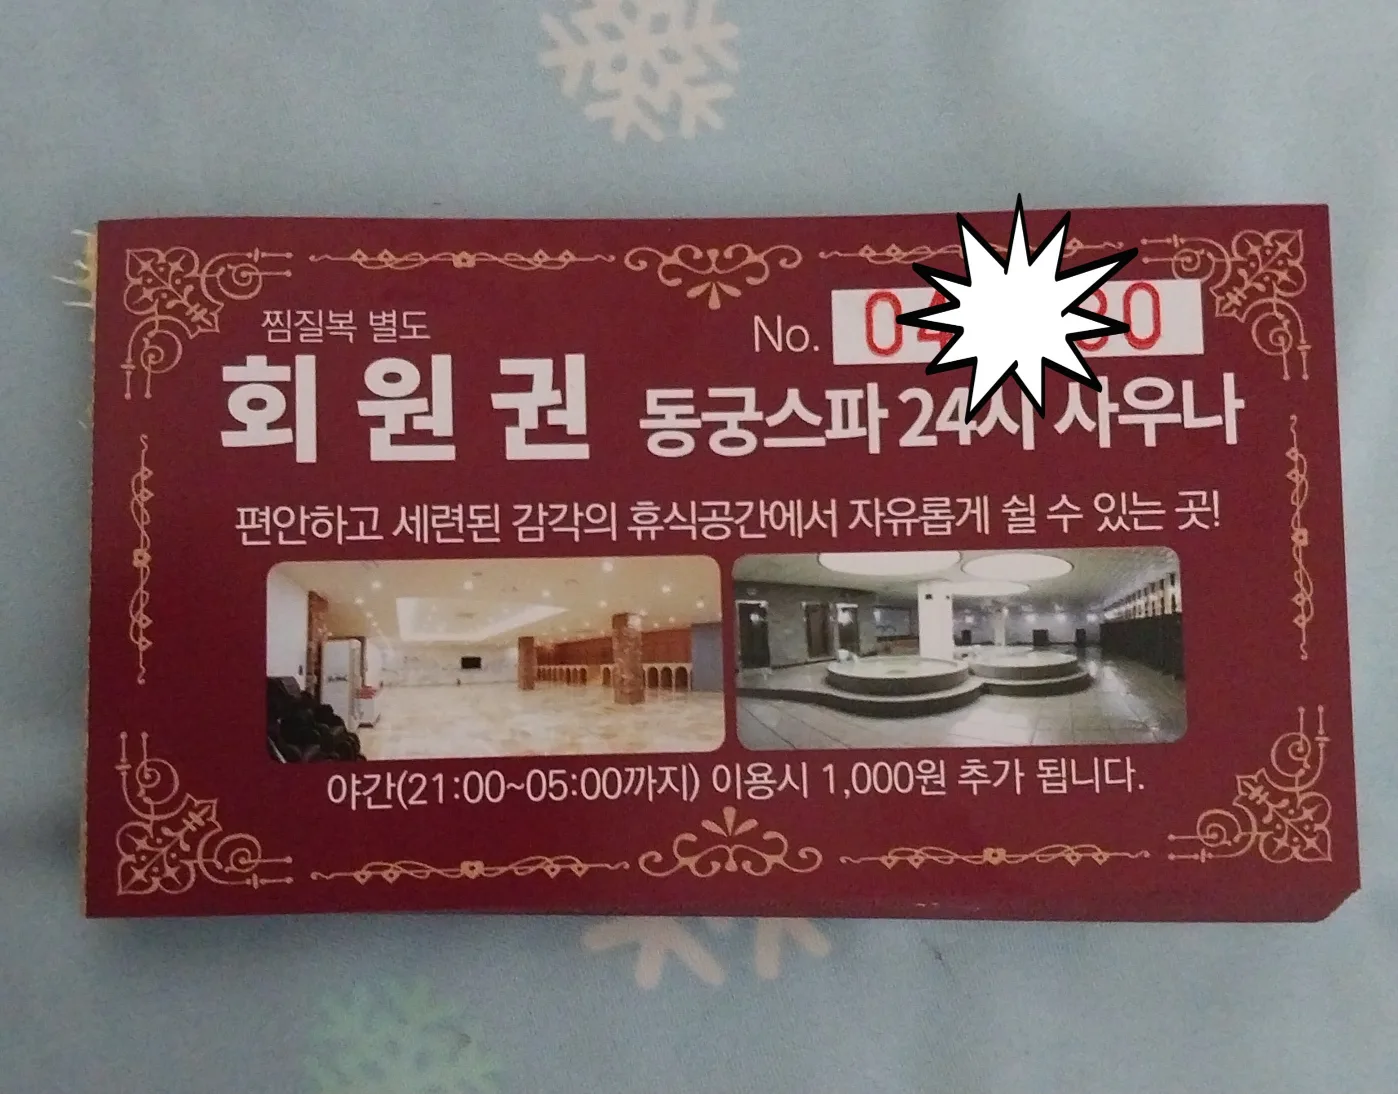 찜질복 별도
No.
회원권 동궁스파 24시 사우나
편안하고 세련된 감각의 휴식공간에서 자유롭게 쉴 수 있는 곳!
야간(21:00~05:00까지) 이용시 1,000원 추가 됩니다.